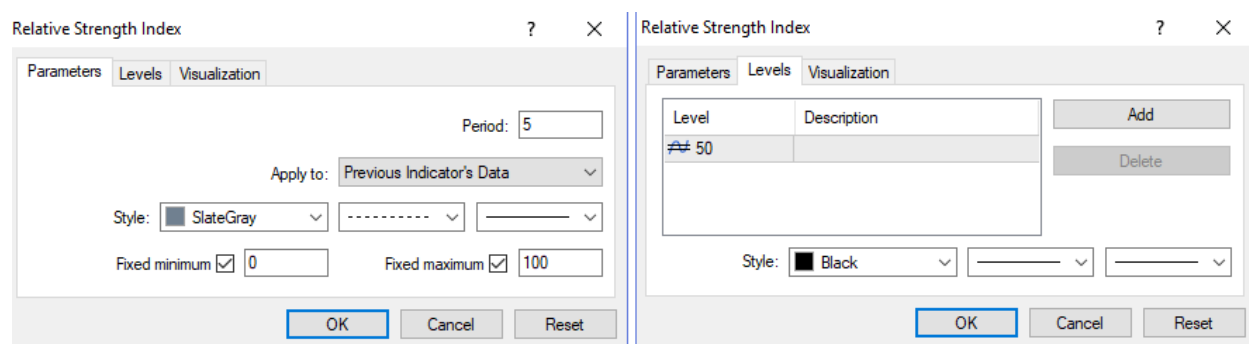 Relative Strength Index ?
Parameters Levels Visualization
Period: 5
Apply to: Previous Indicator's Data
Style: SlateGray
Fixed minimum 0 Fixed maximum 100
OK Cancel Reset
Relative Strength Index ?
Parameters Levels Visualization
Level Description Add
50
Delete
Style: Black
OK Cancel Reset